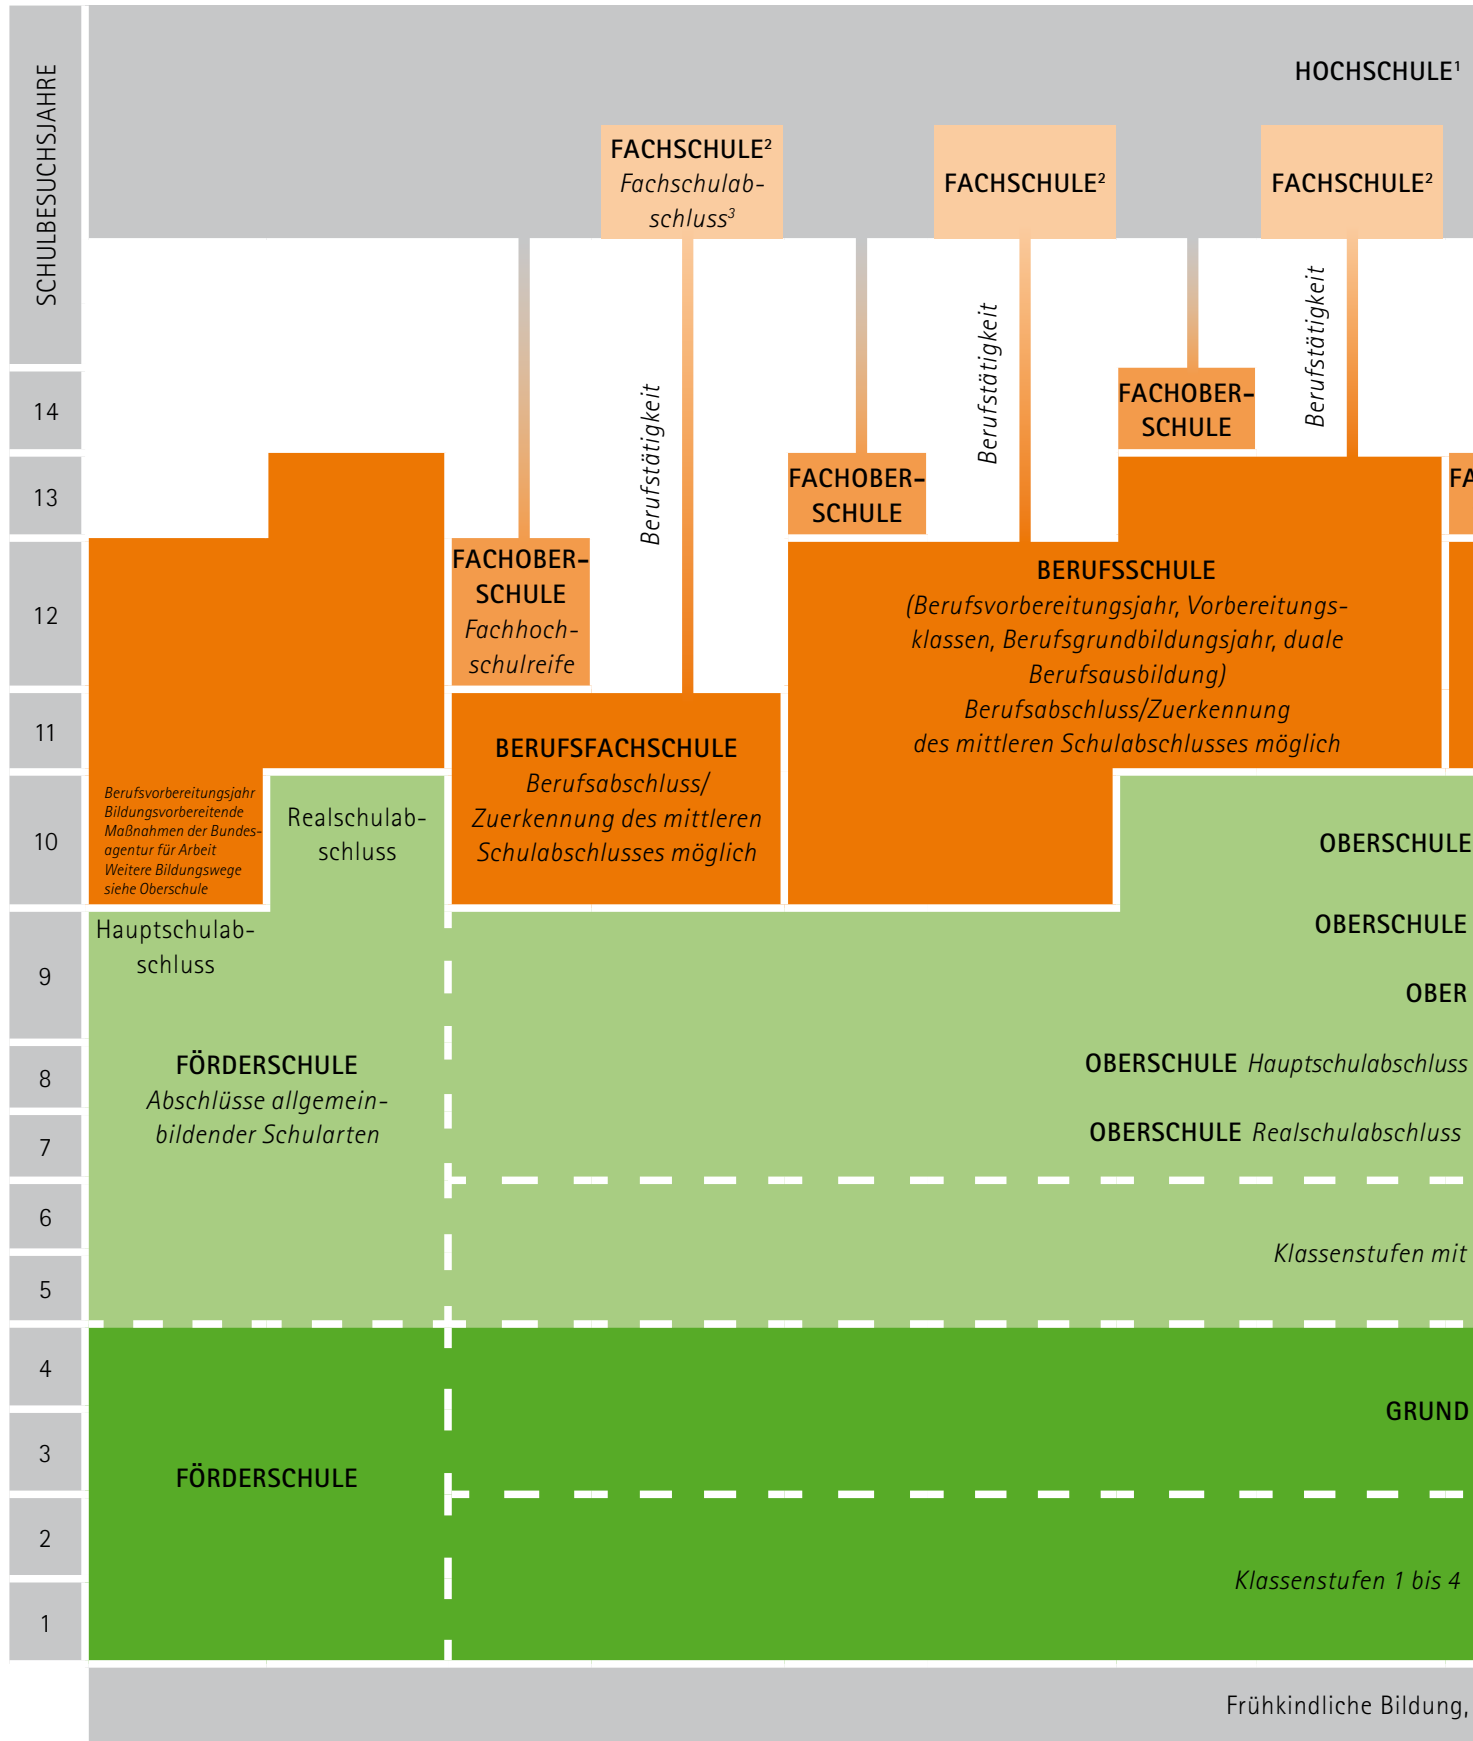 SCHULBESUCHSJAHRE
HOCHSCHULE¹
FACHSCHULE²
Fachschulab-
schluss³
FACHSCHULE²
FACHSCHULE²
Berufstätigkeit
Berufstätigkeit
Berufstätigkeit
14
FACHOBER-
SCHULE
13
FACHOBER-
SCHULE
FA
12
FACHOBER-
SCHULE
Fachhoch-
schulreife
BERUFSSCHULE
(Berufsvorbereitungsjahr, Vorbereitungs-
klassen, Berufsgrundbildungsjahr, duale
Berufsausbildung)
Berufsabschluss/Zuerkennung
des mittleren Schulabschlusses möglich
11
BERUFSFACHSCHULE
Berufsabschluss/
Zuerkennung des mittleren
Schulabschlusses möglich
10
Berufsvorbereitungsjahr
Bildungsvorbereitende
Maßnahmen der Bundes-
agentur für Arbeit
Weitere Bildungswege
siehe Oberschule
Realschulab-
schluss
OBERSCHULE
9
Hauptschulab-
schluss
OBERSCHULE
OBER
8
FÖRDERSCHULE
Abschlüsse allgemein-
bildender Schularten
OBERSCHULE Hauptschulabschluss
7
OBERSCHULE Realschulabschluss
6
5
Klassenstufen mit
4
3
FÖRDERSCHULE
GRUND
2
1
Klassenstufen 1 bis 4
Frühkindliche Bildung,